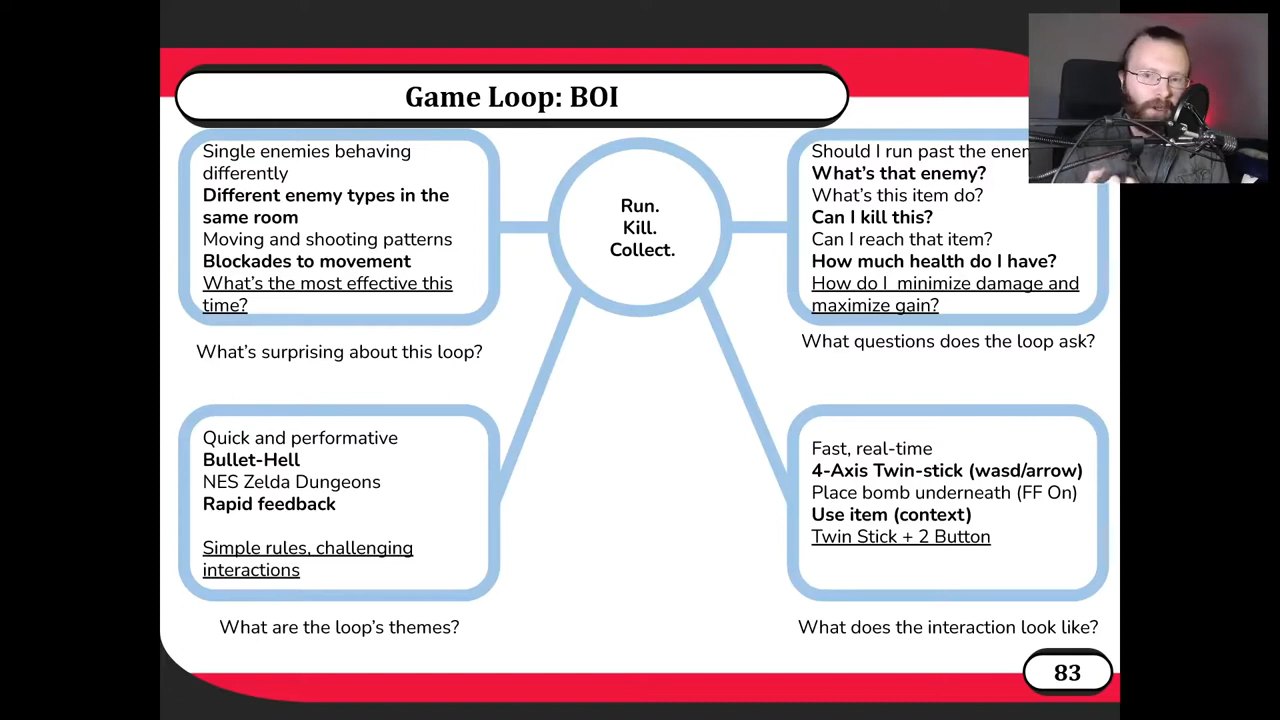 Game Loop: BOI
Single enemies behaving
differently
Different enemy types in the
same room
Moving and shooting patterns
Blockades to movement
What's the most effective this
time?
What's surprising about this loop?
Run.
Kill.
Collect.
Should I run past the
What's that enemy?
What's this item do?
Can I kill this?
Can I reach that item?
How much health do I have?
How do I minimize damage and
maximize gain?
What questions does the loop ask?
Quick and performative
Bullet-Hell
NES Zelda Dungeons
Rapid feedback
Simple rules, challenging
interactions
What are the loop's themes?
Fast, real-time
4-Axis Twin-stick (wasd/arrow)
Place bomb underneath (FF On)
Use item (context)
Twin Stick + 2 Button
What does the interaction look like?
83